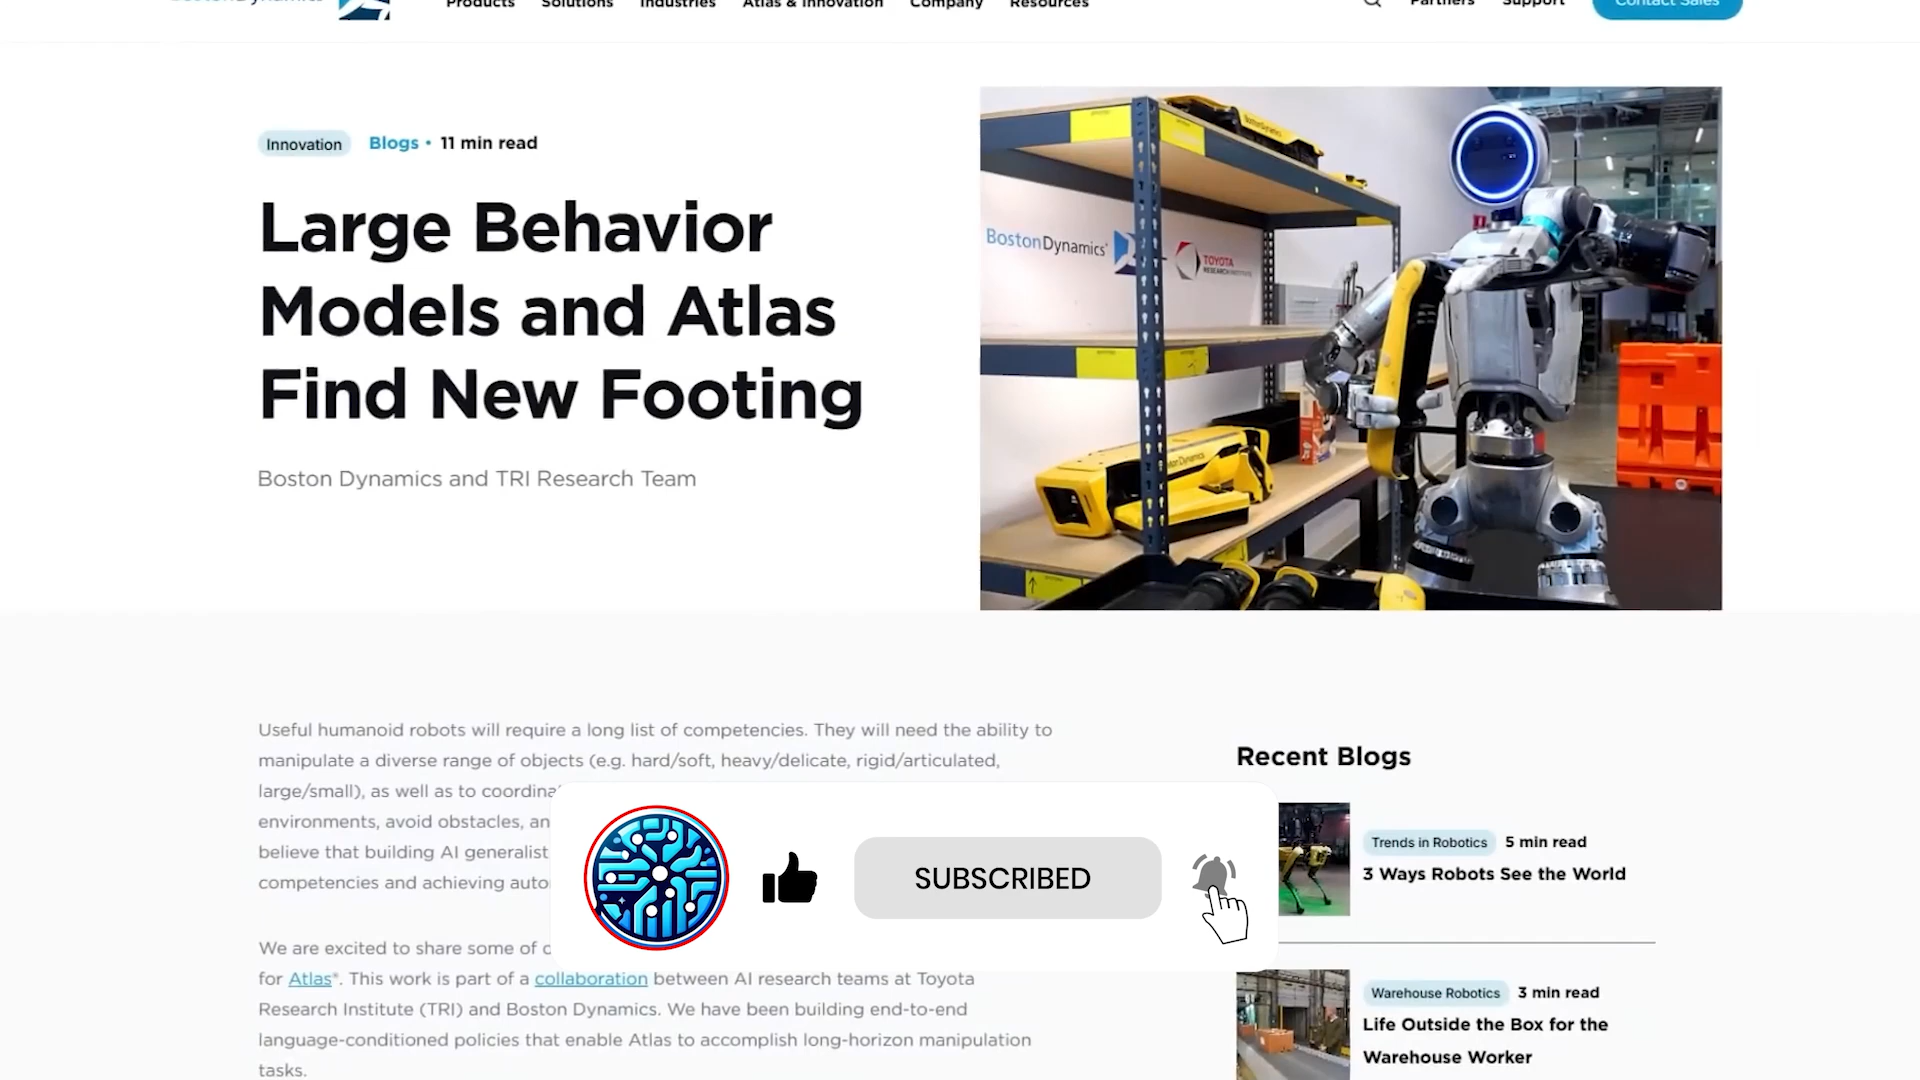 BostonDynamics
Products Solutions Industries Atlas & Innovation Company Resources Partners Support Contact Sales
Innovation Blogs • 11 min read
Large Behavior
Models and Atlas
Find New Footing
Boston Dynamics and TRI Research Team
BostonDynamics
TOYOTA
RESEARCH INSTITUTE
BostonDynamics
Useful humanoid robots will require a long list of competencies. They will need the ability to
manipulate a diverse range of objects (e.g. hard/soft, heavy/delicate, rigid/articulated,
large/small), as well as to coordina
environments, avoid obstacles, an
believe that building AI generalist
competencies and achieving auto
We are excited to share some of o
for Atlas®. This work is part of a collaboration between AI research teams at Toyota
Research Institute (TRI) and Boston Dynamics. We have been building end-to-end
language-conditioned policies that enable Atlas to accomplish long-horizon manipulation
tasks.
SUBSCRIBED
Recent Blogs
Trends in Robotics 5 min read
3 Ways Robots See the World
Warehouse Robotics 3 min read
Life Outside the Box for the
Warehouse Worker